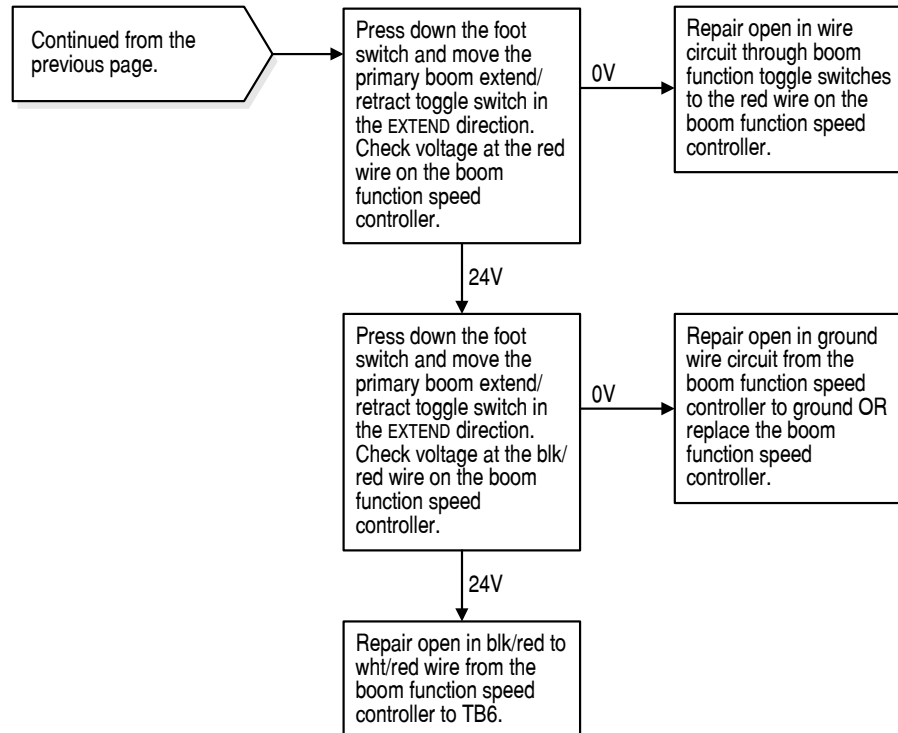 Continued from the
previous page.
Press down the foot
switch and move the
primary boom extend/
retract toggle switch in
the EXTEND direction.
Check voltage at the red
wire on the boom
function speed
controller.
0V
Repair open in wire
circuit through boom
function toggle switches
to the red wire on the
boom function speed
controller.
24V
Press down the foot
switch and move the
primary boom extend/
retract toggle switch in
the EXTEND direction.
Check voltage at the blk/
red wire on the boom
function speed
controller.
0V
Repair open in ground
wire circuit from the
boom function speed
controller to ground OR
replace the boom
function speed
controller.
24V
Repair open in blk/red to
wht/red wire from the
boom function speed
controller to TB6.